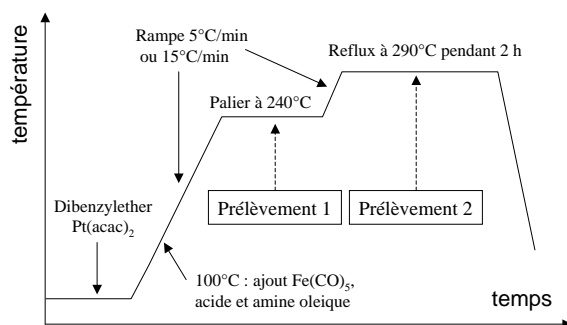 température
Rampe 5°C/min
ou 15°C/min
Reflux à 290°C pendant 2 h
Palier à 240°C
Dibenzylether
Pt(acac)₂
Prélèvement 1
Prélèvement 2
100°C : ajout Fe(CO)₅,
acide et amine oleique
temps